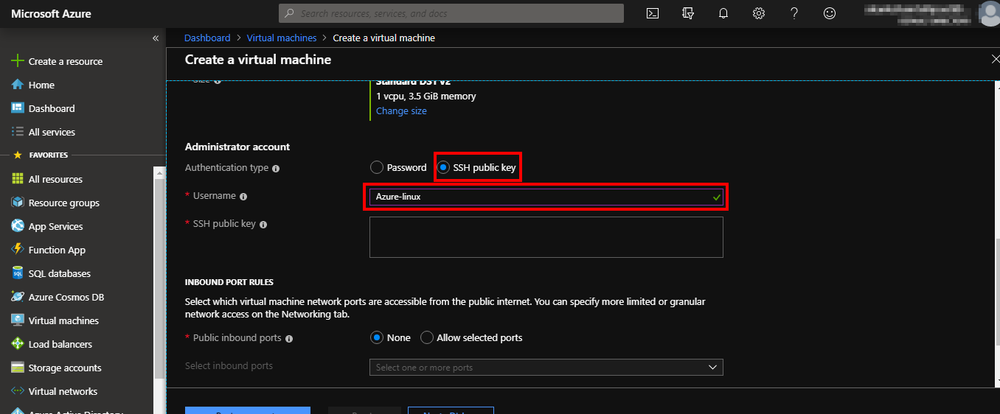 Microsoft Azure
Search resources, services, and docs
Dashboard > Virtual machines > Create a virtual machine
Create a virtual machine
Create a resource
Home
Dashboard
All services
FAVORITES
All resources
Resource groups
App Services
Function App
SQL databases
Azure Cosmos DB
Virtual machines
Load balancers
Storage accounts
Virtual networks
Azure Active Directory
Size
Standard DS1 v2
1 vcpu, 3.5 GiB memory
Change size
Administrator account
Authentication type
Password
SSH public key
* Username
Azure-linux
* SSH public key
INBOUND PORT RULES
Select which virtual machine network ports are accessible from the public internet. You can specify more limited or granular
network access on the Networking tab.
* Public inbound ports
None
Allow selected ports
Select inbound ports
Select one or more ports